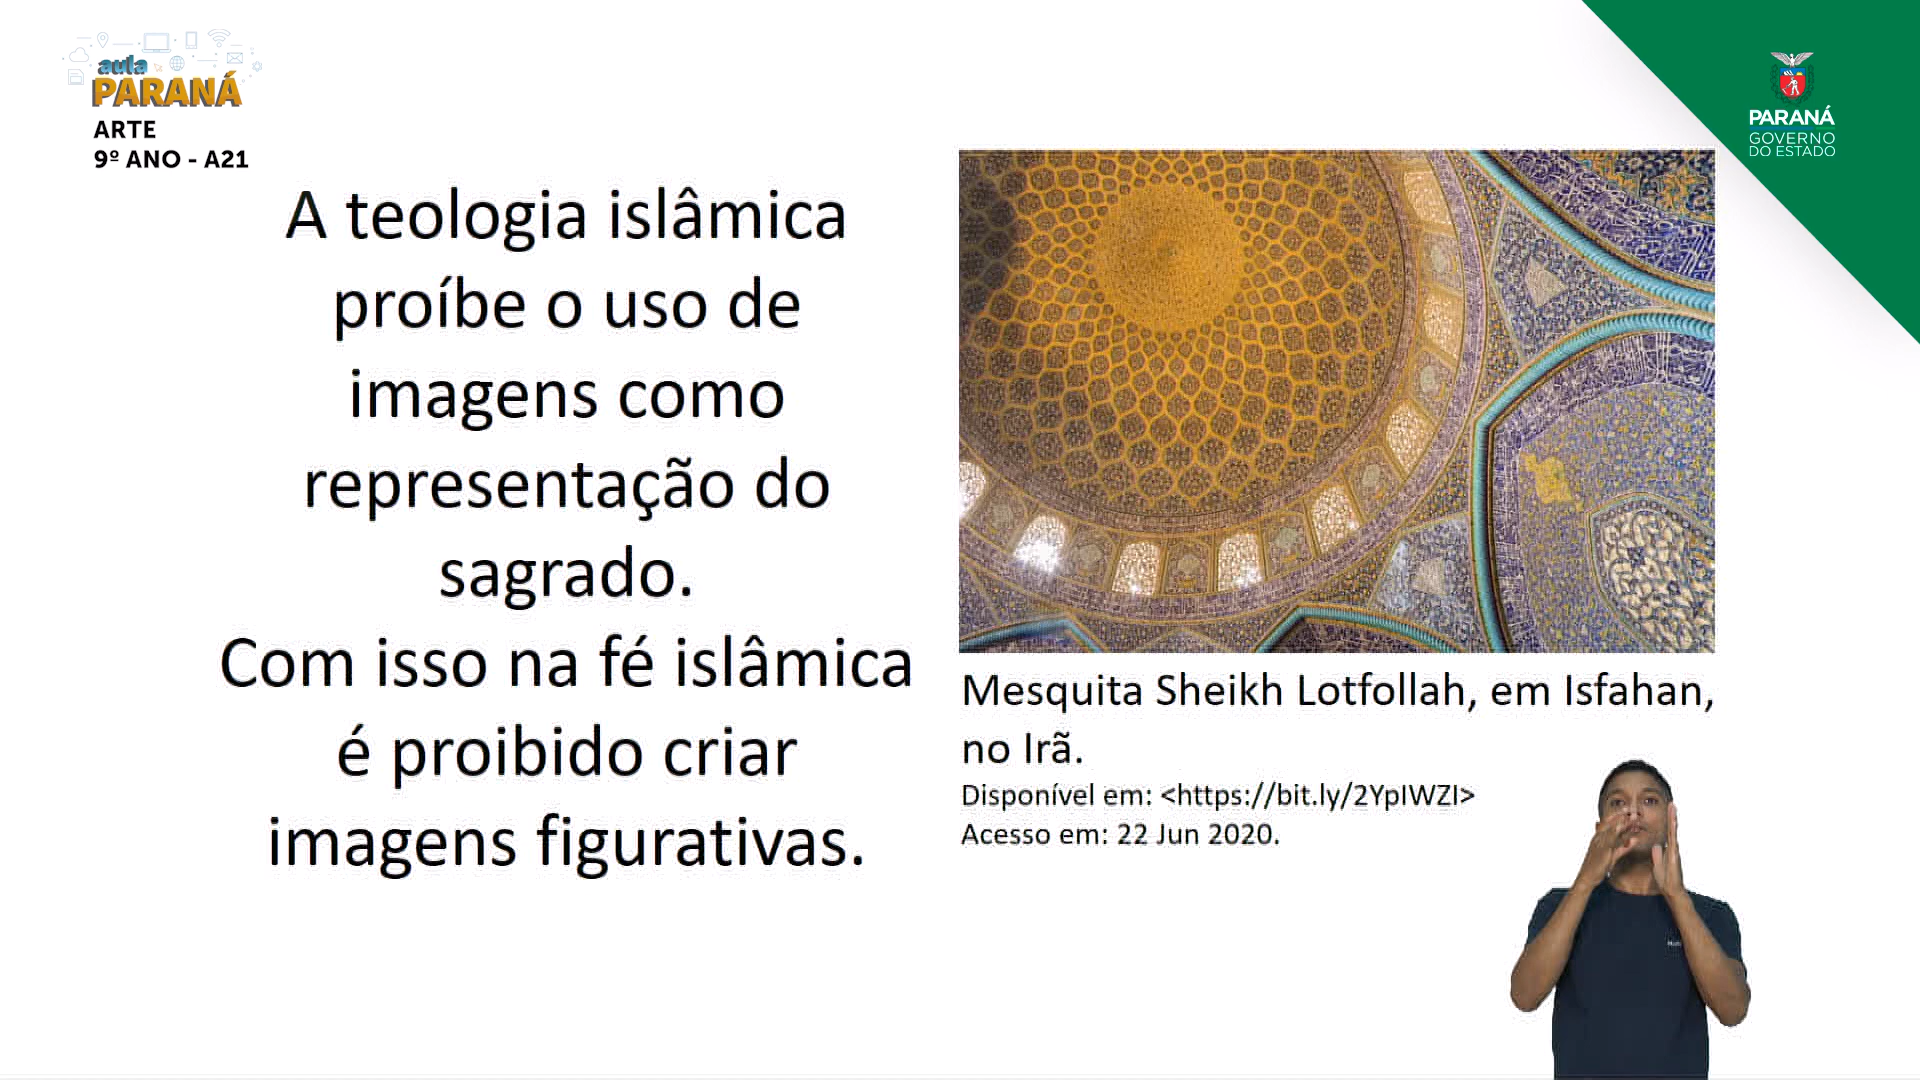 aula
PARANÁ
ARTE
9º ANO - A21
PARANÁ
GOVERNO
DO ESTADO
A teologia islâmica
proíbe o uso de
imagens como
representação do
sagrado.
Com isso na fé islâmica
é proibido criar
imagens figurativas.
Mesquita Sheikh Lotfollah, em Isfahan,
no Irã.
Disponível em: <https://bit.ly/2YpIWZI>
Acesso em: 22 Jun 2020.